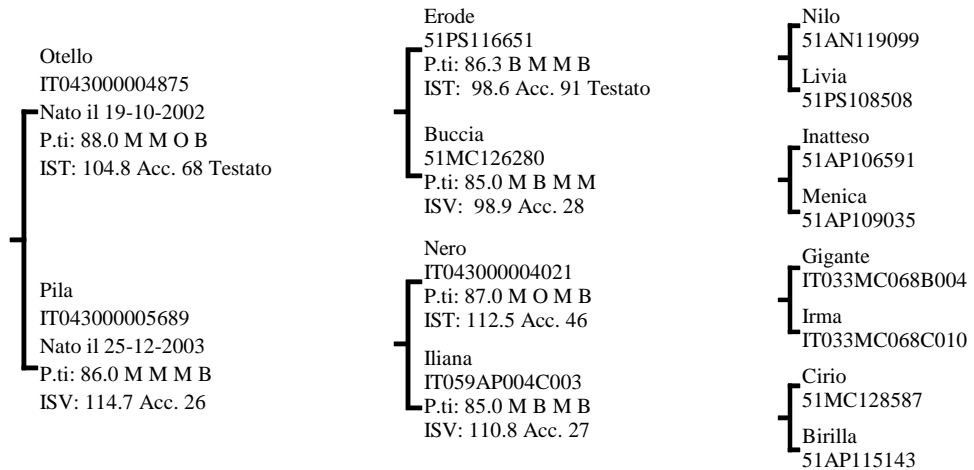 Otello
IT043000004875
Nato il 19-10-2002
P.ti: 88.0 M M O B
IST: 104.8 Acc. 68 Testato
Pila
IT043000005689
Nato il 25-12-2003
P.ti: 86.0 M M M B
ISV: 114.7 Acc. 26
Erode
51PS116651
P.ti: 86.3 B M M B
IST: 98.6 Acc. 91 Testato
Buccia
51MC126280
P.ti: 85.0 M B M M
ISV: 98.9 Acc. 28
Nero
IT043000004021
P.ti: 87.0 M O M B
IST: 112.5 Acc. 46
Iliana
IT059AP004C003
P.ti: 85.0 M B M B
ISV: 110.8 Acc. 27
Nilo
51AN119099
Livia
51PS108508
Inatteso
51AP106591
Menica
51AP109035
Gigante
IT033MC068B004
Irma
IT033MC068C010
Cirio
51MC128587
Birilla
51AP115143